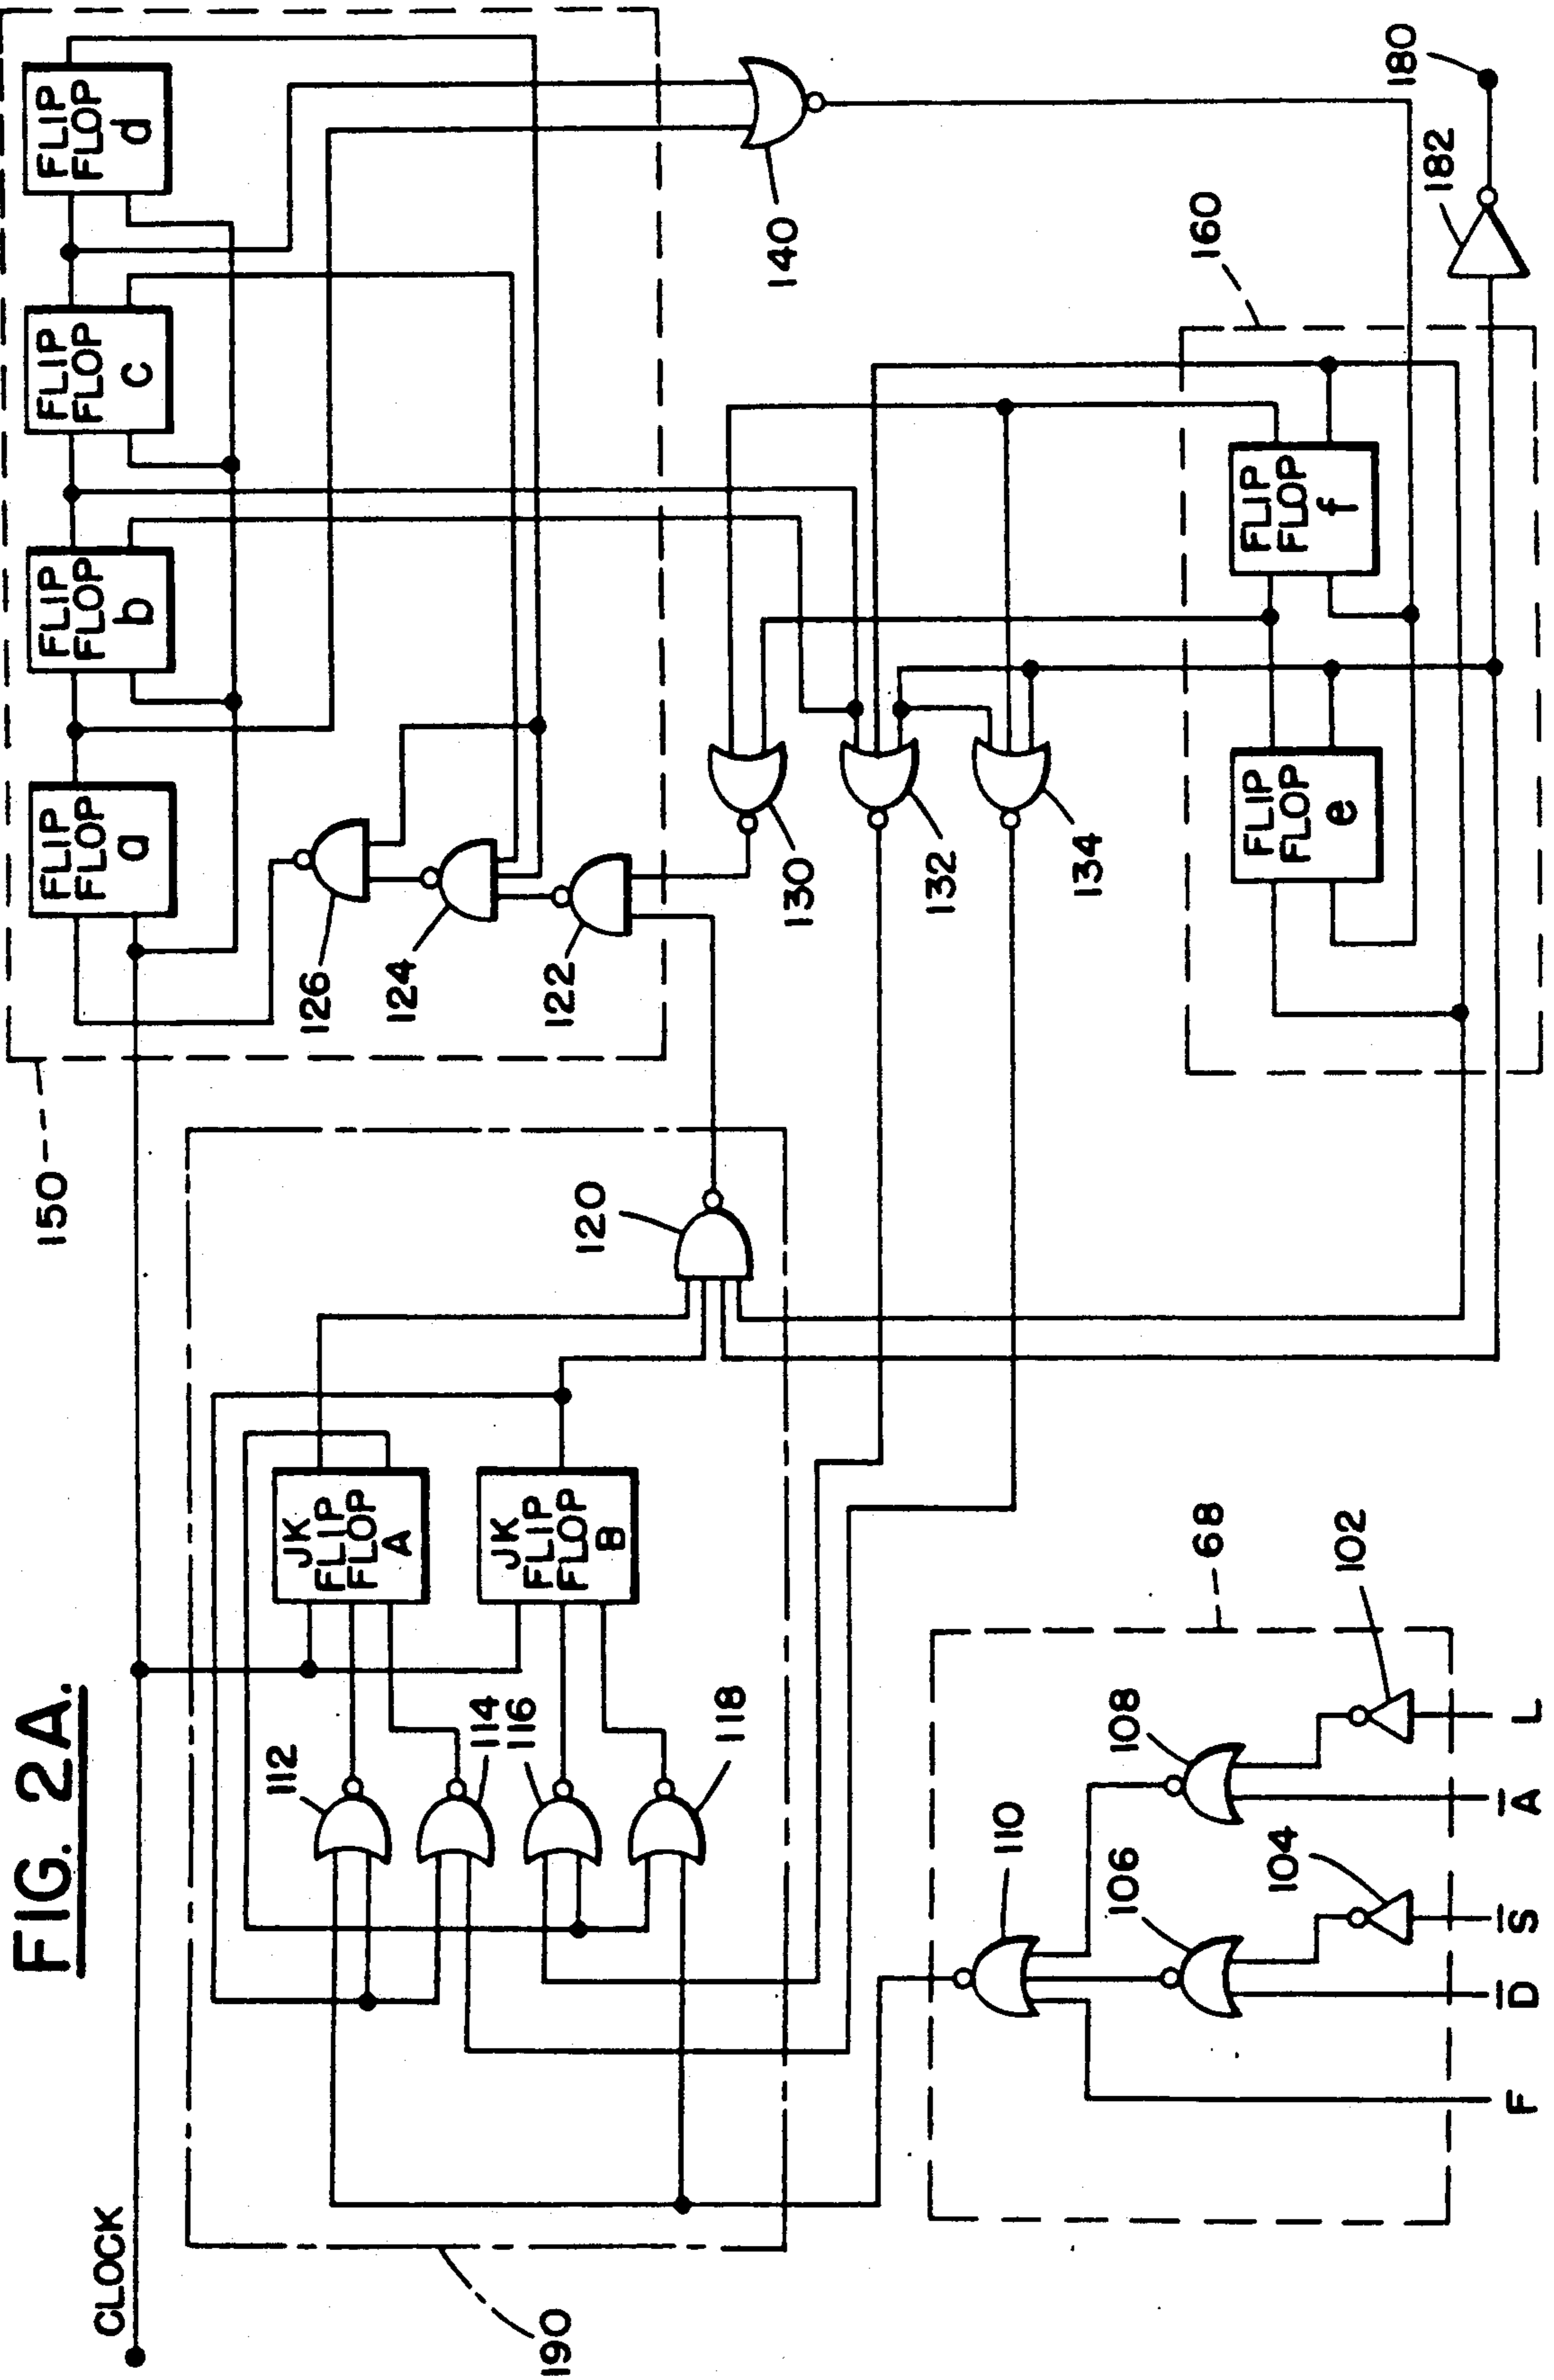 FIG. 2A.
CLOCK
150
FLIP
FLOP
a
FLIP
FLOP
b
FLIP
FLOP
c
FLIP
FLOP
d
126
124
122
140
190
112
114
116
118
JK
FLIP
FLOP
A
JK
FLIP
FLOP
B
120
130
132
134
160
FLIP
FLOP
e
FLIP
FLOP
f
182
180
68
110
106
108
104
102
F
D̅
S̅
A̅
L